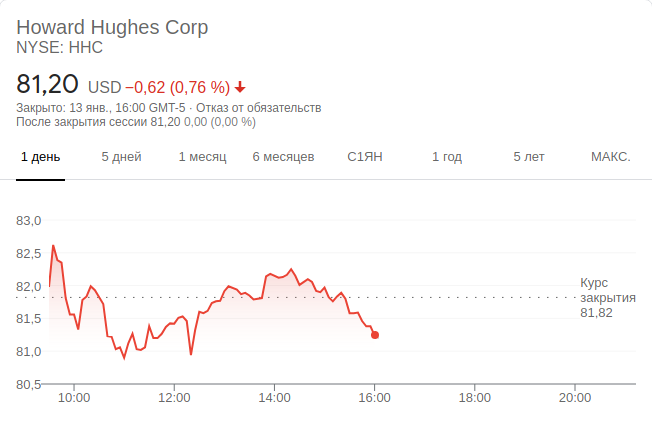 Howard Hughes Corp
NYSE: HHC
81,20 USD −0,62 (0,76 %)
Закрыто: 13 янв., 16:00 GMT-5 · Отказ от обязательств
После закрытия сессии 81,20 0,00 (0,00 %)
1 день 5 дней 1 месяц 6 месяцев С1ЯН 1 год 5 лет МАКС.
83,0
82,5
82,0
81,5
81,0
80,5
Курс
закрытия
81,82
10:00 12:00 14:00 16:00 18:00 20:00